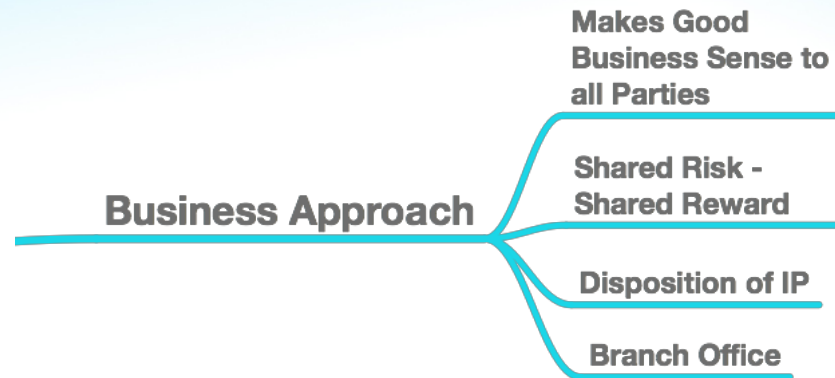 Makes Good
Business Sense to
all Parties
Shared Risk -
Shared Reward
Business Approach
Disposition of IP
Branch Office